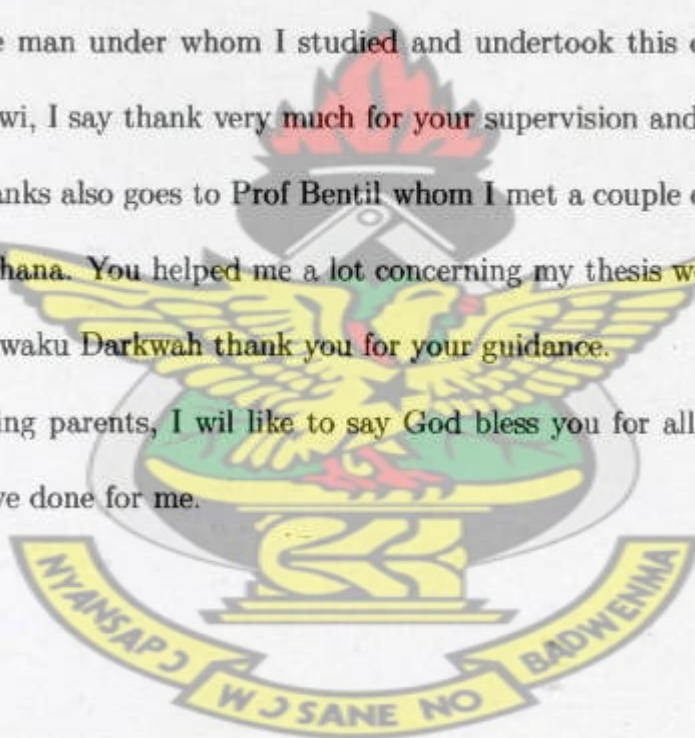 e man under whom I studied and undertook this
wi, I say thank very much for your supervision and
anks also goes to Prof Bentil whom I met a couple
hana. You helped me a lot concerning my thesis w
waku Darkwah thank you for your guidance.
ing parents, I wil like to say God bless you for all
ve done for me.
NYANSAPƆ WƆSANE NO BADWENMA